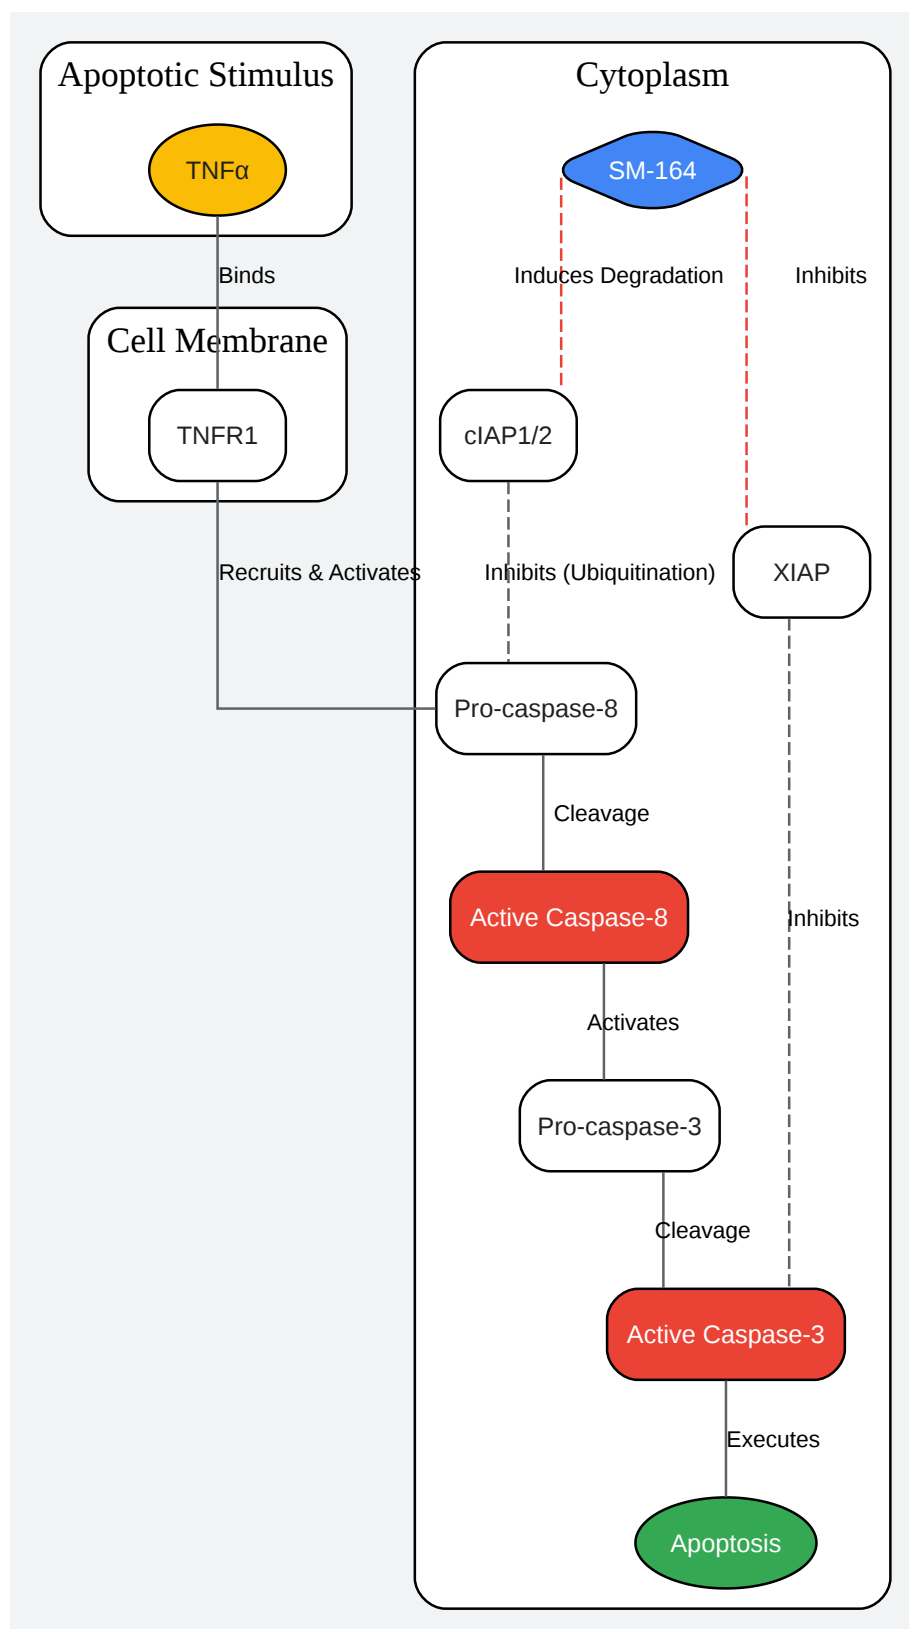 Apoptotic Stimulus
Cytoplasm
TNFα
SM-164
Binds
Induces Degradation
Inhibits
Cell Membrane
TNFR1
cIAP1/2
Recruits & Activates
Inhibits (Ubiquitination)
XIAP
Pro-caspase-8
Cleavage
Active Caspase-8
Inhibits
Activates
Pro-caspase-3
Cleavage
Active Caspase-3
Executes
Apoptosis